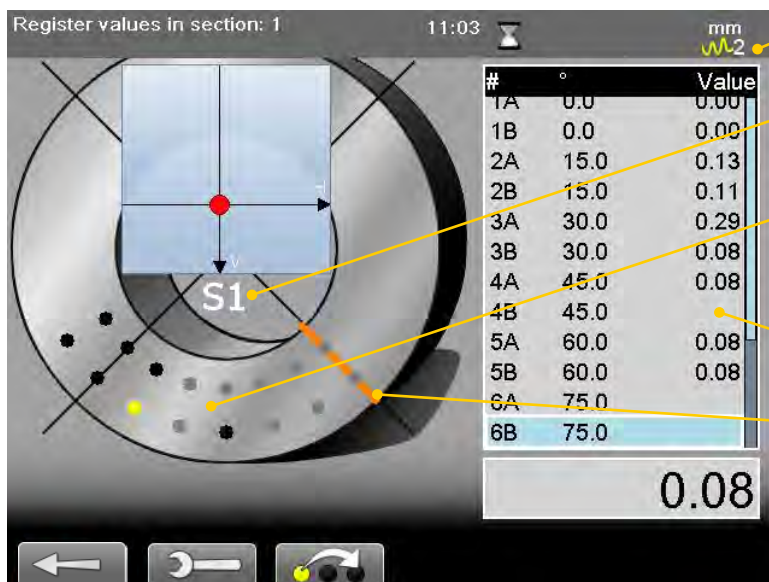 Register values in section: 1
11:03
mm
2
# ° Value
1A 0.0 0.00
1B 0.0 0.00
2A 15.0 0.13
2B 15.0 0.11
3A 30.0 0.29
3B 30.0 0.08
4A 45.0 0.08
4B 45.0
5A 60.0 0.08
5B 60.0 0.08
6A 75.0
6B 75.0
H
V
S1
0.08